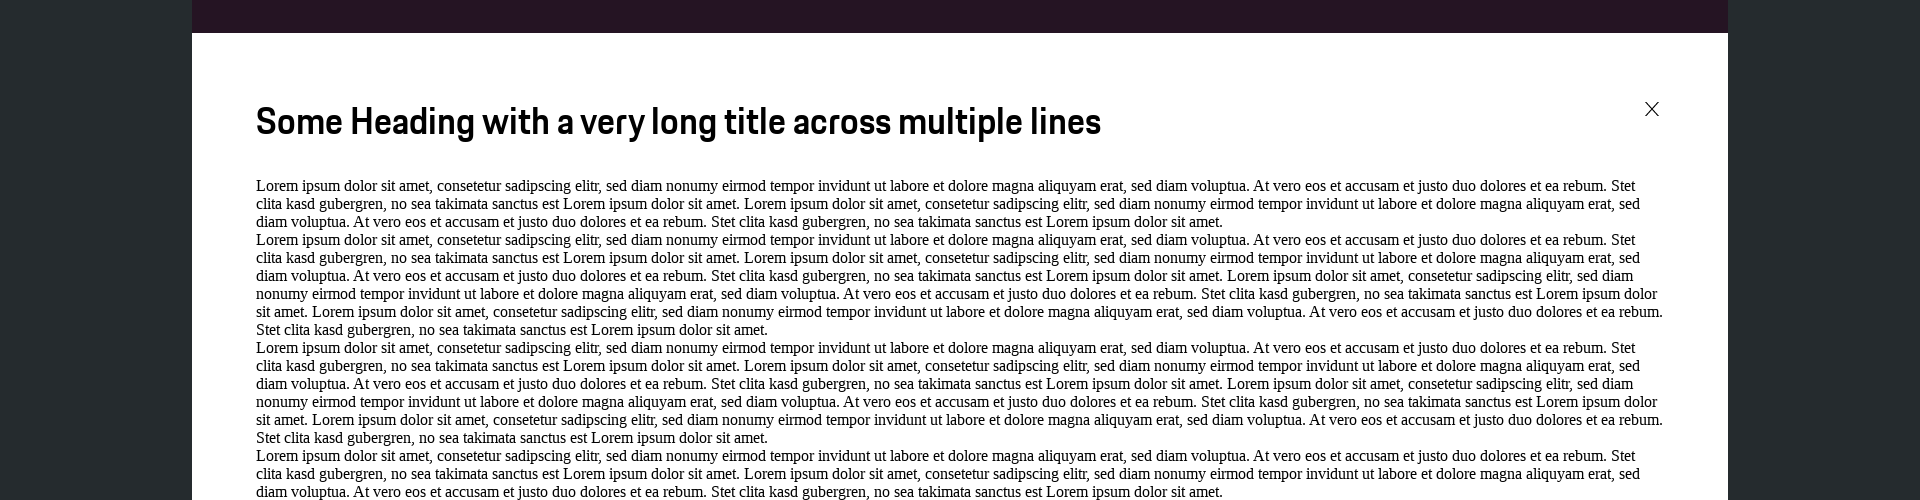 Some Heading with a very long title across multiple lines
Lorem ipsum dolor sit amet, consetetur sadipscing elitr, sed diam nonumy eirmod tempor invidunt ut labore et dolore magna aliquyam erat, sed diam voluptua. At vero eos et accusam et justo duo dolores et ea rebum. Stet
clita kasd gubergren, no sea takimata sanctus est Lorem ipsum dolor sit amet. Lorem ipsum dolor sit amet, consetetur sadipscing elitr, sed diam nonumy eirmod tempor invidunt ut labore et dolore magna aliquyam erat, sed
diam voluptua. At vero eos et accusam et justo duo dolores et ea rebum. Stet clita kasd gubergren, no sea takimata sanctus est Lorem ipsum dolor sit amet.
Lorem ipsum dolor sit amet, consetetur sadipscing elitr, sed diam nonumy eirmod tempor invidunt ut labore et dolore magna aliquyam erat, sed diam voluptua. At vero eos et accusam et justo duo dolores et ea rebum. Stet
clita kasd gubergren, no sea takimata sanctus est Lorem ipsum dolor sit amet. Lorem ipsum dolor sit amet, consetetur sadipscing elitr, sed diam nonumy eirmod tempor invidunt ut labore et dolore magna aliquyam erat, sed
diam voluptua. At vero eos et accusam et justo duo dolores et ea rebum. Stet clita kasd gubergren, no sea takimata sanctus est Lorem ipsum dolor sit amet. Lorem ipsum dolor sit amet, consetetur sadipscing elitr, sed diam
nonumy eirmod tempor invidunt ut labore et dolore magna aliquyam erat, sed diam voluptua. At vero eos et accusam et justo duo dolores et ea rebum. Stet clita kasd gubergren, no sea takimata sanctus est Lorem ipsum dolor
sit amet. Lorem ipsum dolor sit amet, consetetur sadipscing elitr, sed diam nonumy eirmod tempor invidunt ut labore et dolore magna aliquyam erat, sed diam voluptua. At vero eos et accusam et justo duo dolores et ea rebum.
Stet clita kasd gubergren, no sea takimata sanctus est Lorem ipsum dolor sit amet.
Lorem ipsum dolor sit amet, consetetur sadipscing elitr, sed diam nonumy eirmod tempor invidunt ut labore et dolore magna aliquyam erat, sed diam voluptua. At vero eos et accusam et justo duo dolores et ea rebum. Stet
clita kasd gubergren, no sea takimata sanctus est Lorem ipsum dolor sit amet. Lorem ipsum dolor sit amet, consetetur sadipscing elitr, sed diam nonumy eirmod tempor invidunt ut labore et dolore magna aliquyam erat, sed
diam voluptua. At vero eos et accusam et justo duo dolores et ea rebum. Stet clita kasd gubergren, no sea takimata sanctus est Lorem ipsum dolor sit amet. Lorem ipsum dolor sit amet, consetetur sadipscing elitr, sed diam
nonumy eirmod tempor invidunt ut labore et dolore magna aliquyam erat, sed diam voluptua. At vero eos et accusam et justo duo dolores et ea rebum. Stet clita kasd gubergren, no sea takimata sanctus est Lorem ipsum dolor
sit amet. Lorem ipsum dolor sit amet, consetetur sadipscing elitr, sed diam nonumy eirmod tempor invidunt ut labore et dolore magna aliquyam erat, sed diam voluptua. At vero eos et accusam et justo duo dolores et ea rebum.
Stet clita kasd gubergren, no sea takimata sanctus est Lorem ipsum dolor sit amet.
Lorem ipsum dolor sit amet, consetetur sadipscing elitr, sed diam nonumy eirmod tempor invidunt ut labore et dolore magna aliquyam erat, sed diam voluptua. At vero eos et accusam et justo duo dolores et ea rebum. Stet
clita kasd gubergren, no sea takimata sanctus est Lorem ipsum dolor sit amet. Lorem ipsum dolor sit amet, consetetur sadipscing elitr, sed diam nonumy eirmod tempor invidunt ut labore et dolore magna aliquyam erat, sed
diam voluptua. At vero eos et accusam et justo duo dolores et ea rebum. Stet clita kasd gubergren, no sea takimata sanctus est Lorem ipsum dolor sit amet.